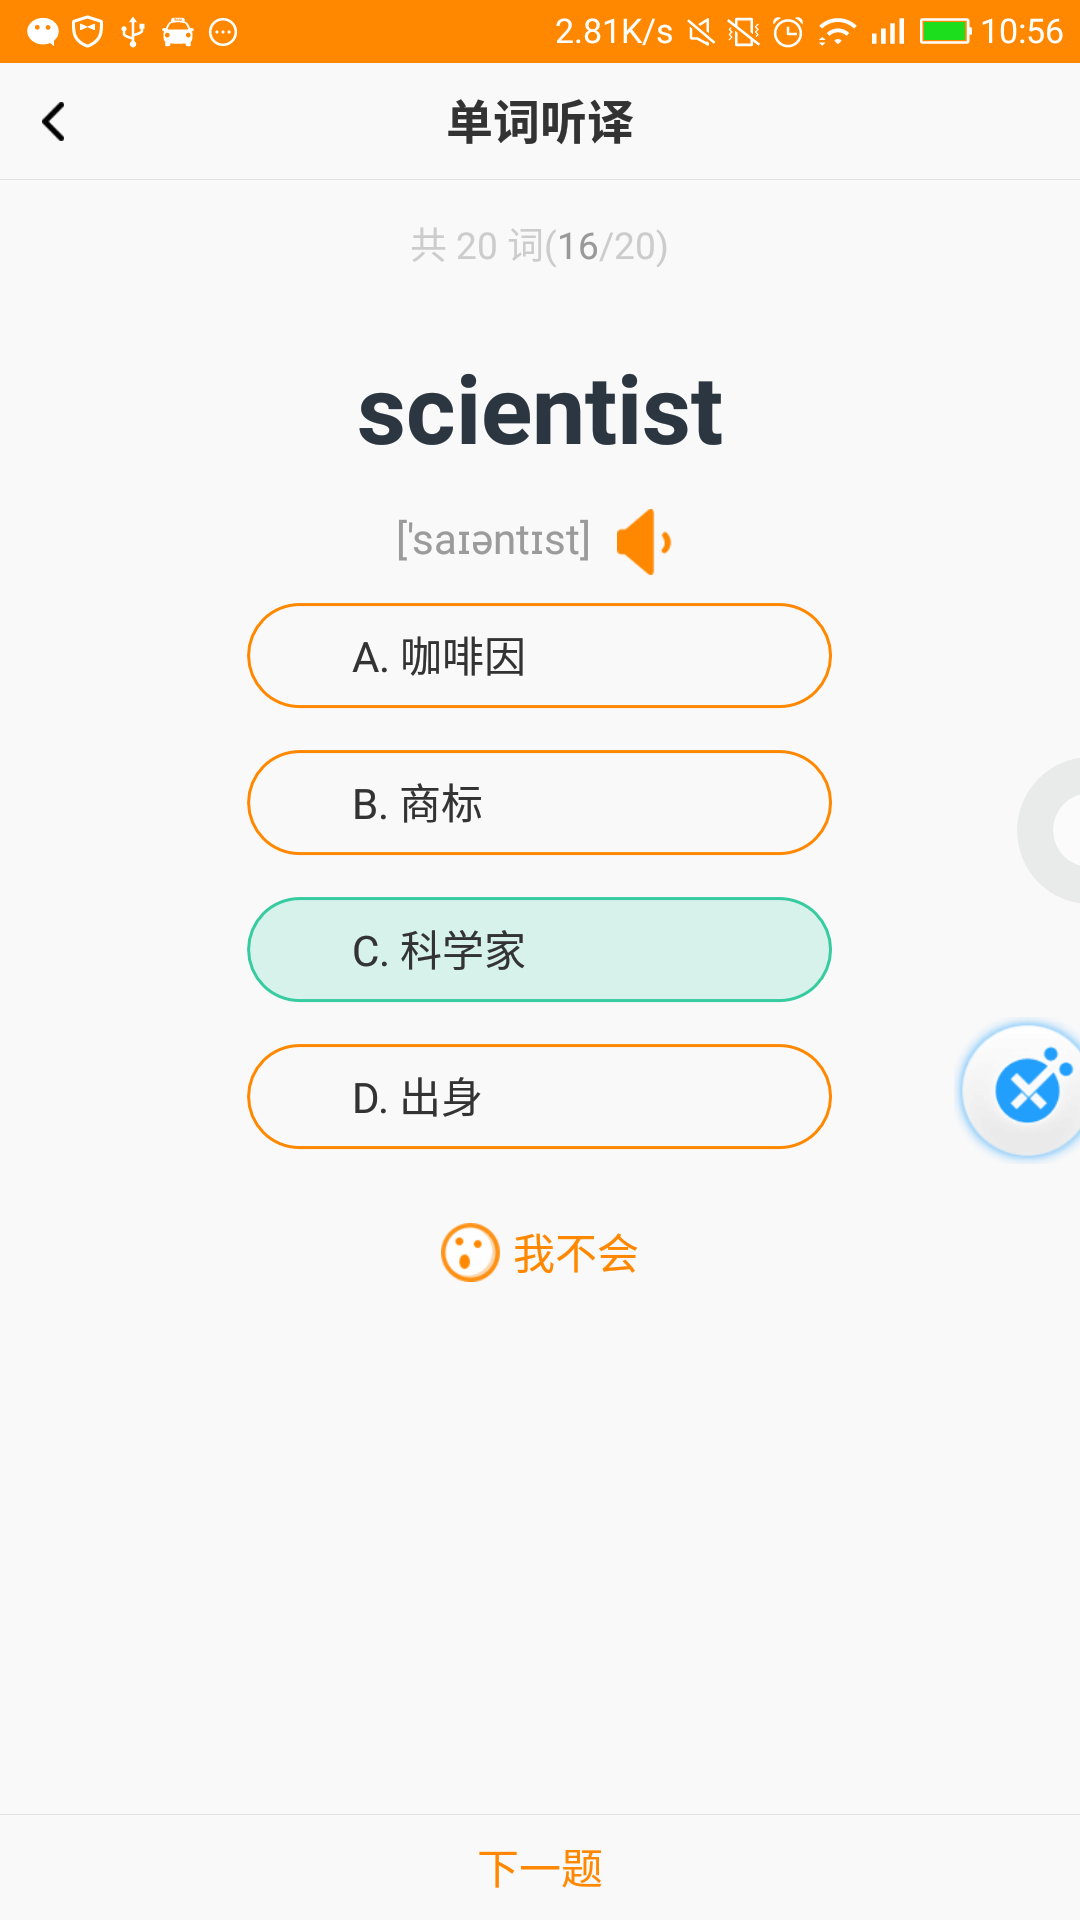 2.81K/s 10:56
单词听译
共 20 词(16/20)
scientist
['saɪəntɪst]
A. 咖啡因
B. 商标
C. 科学家
D. 出身
我不会
下一题